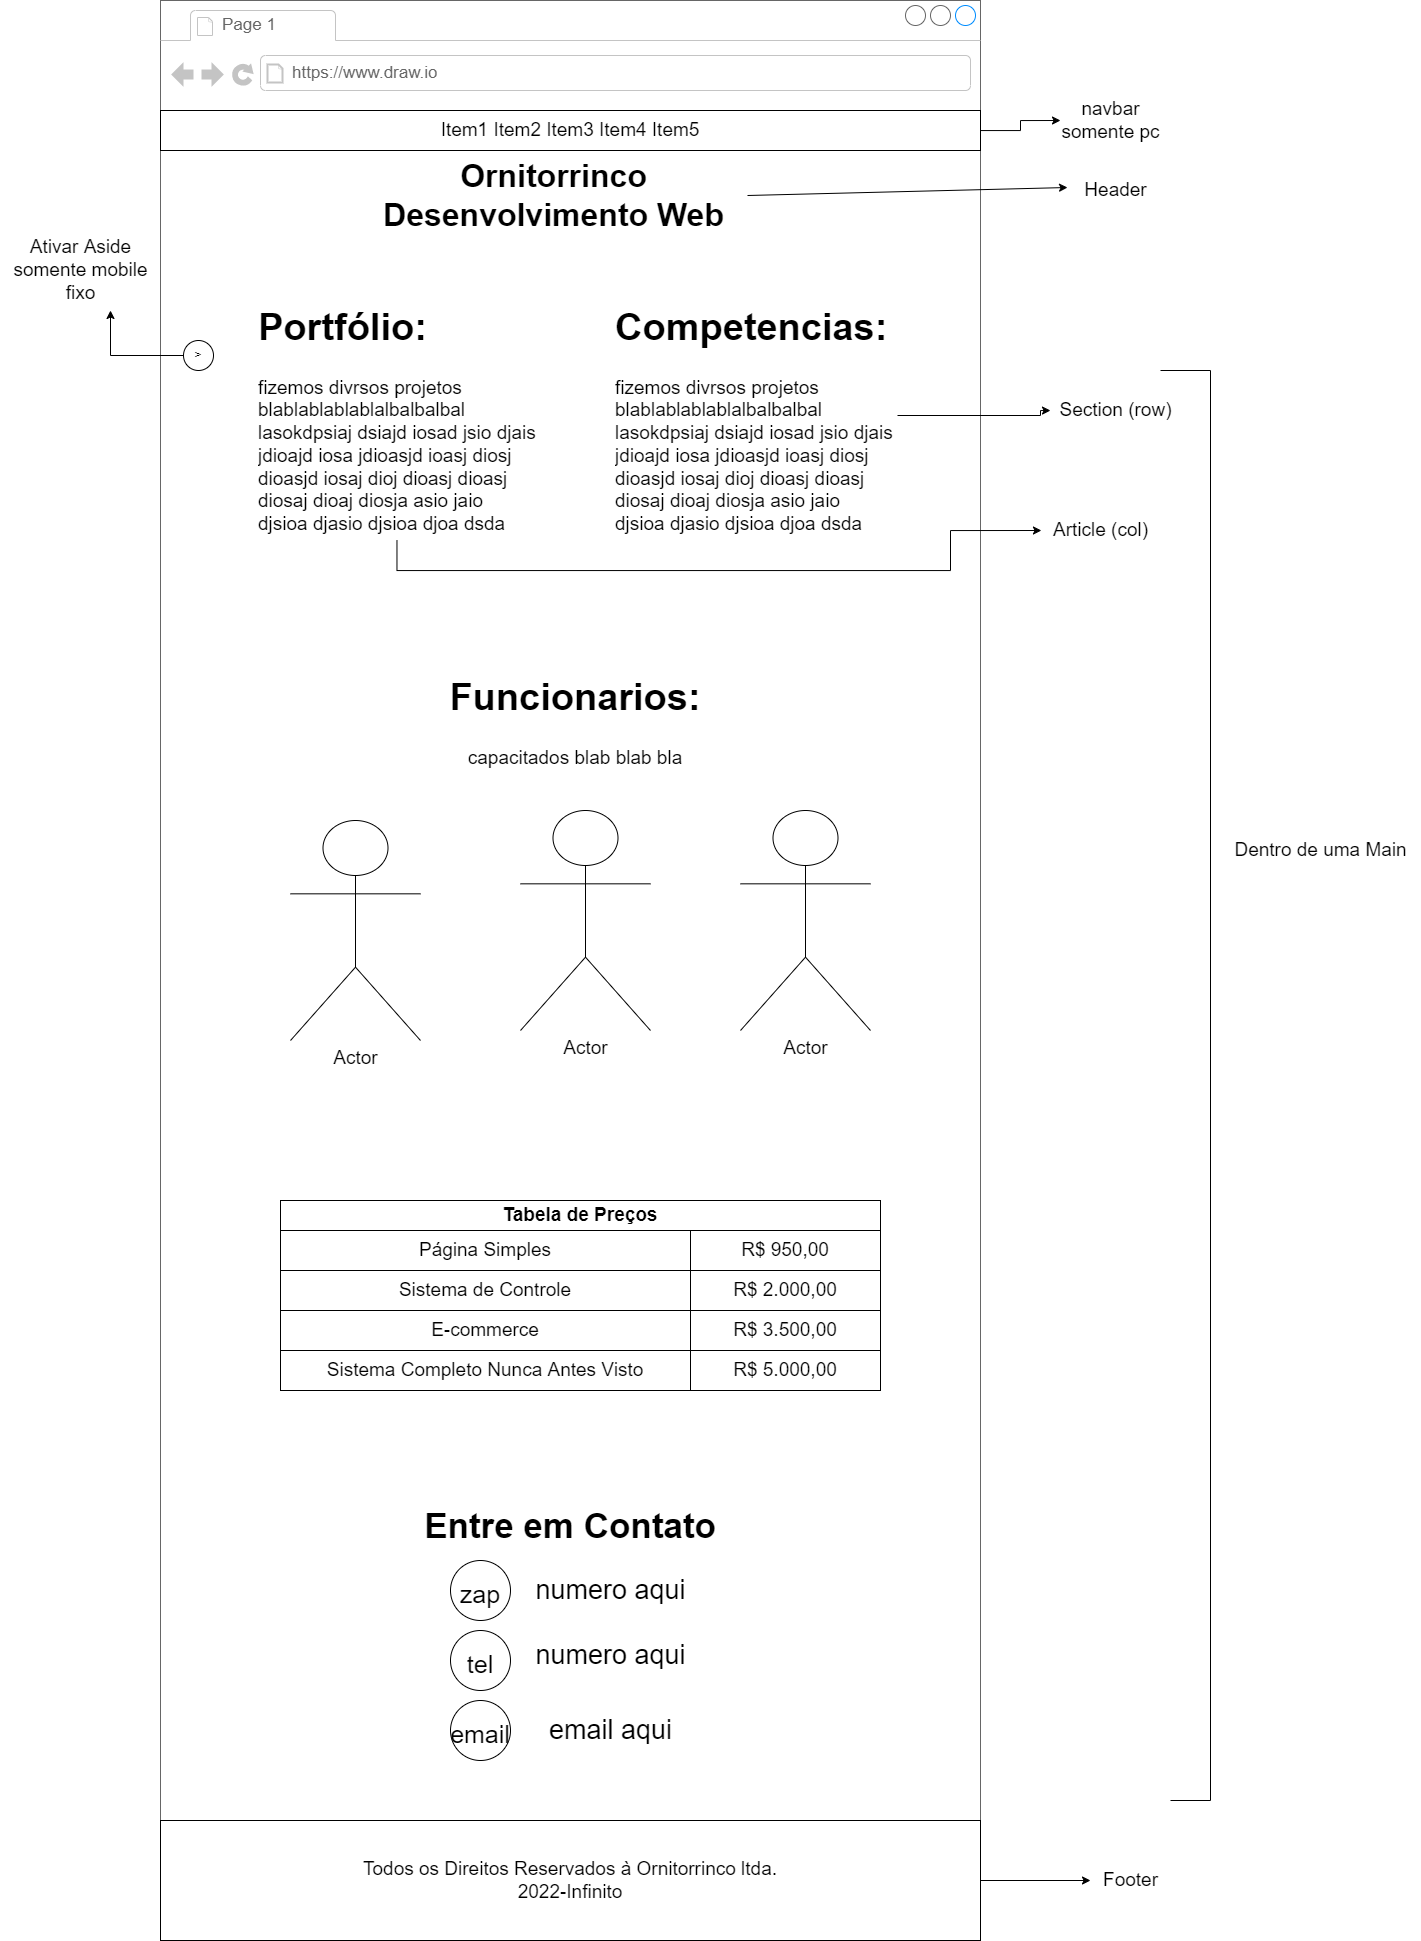 Page 1
https://www.draw.io
Item1 Item2 Item3 Item4 Item5
navbar
somente pc
Ornitorrinco
Desenvolvimento Web
Header
Ativar Aside
somente mobile
fixo
>
Portfólio:
fizemos divrsos projetos
blablablablablalbalbalbal
lasokdpsiaj dsiajd iosad jsio djais
jdioajd iosa jdioasjd ioasj diosj
dioasjd iosaj dioj dioasj dioasj
diosaj dioaj diosja asio jaio
djsioa djasio djsioa djoa dsda
Competencias:
fizemos divrsos projetos
blablablablablalbalbalbal
lasokdpsiaj dsiajd iosad jsio djais
jdioajd iosa jdioasjd ioasj diosj
dioasjd iosaj dioj dioasj dioasj
diosaj dioaj diosja asio jaio
djsioa djasio djsioa djoa dsda
Section (row)
Article (col)
Funcionarios:
capacitados blab blab bla
Actor
Actor
Actor
Dentro de uma Main
Tabela de Preços
Página Simples R$ 950,00
Sistema de Controle R$ 2.000,00
E-commerce R$ 3.500,00
Sistema Completo Nunca Antes Visto R$ 5.000,00
Entre em Contato
zap numero aqui
tel numero aqui
email email aqui
Todos os Direitos Reservados à Ornitorrinco ltda.
2022-Infinito
Footer